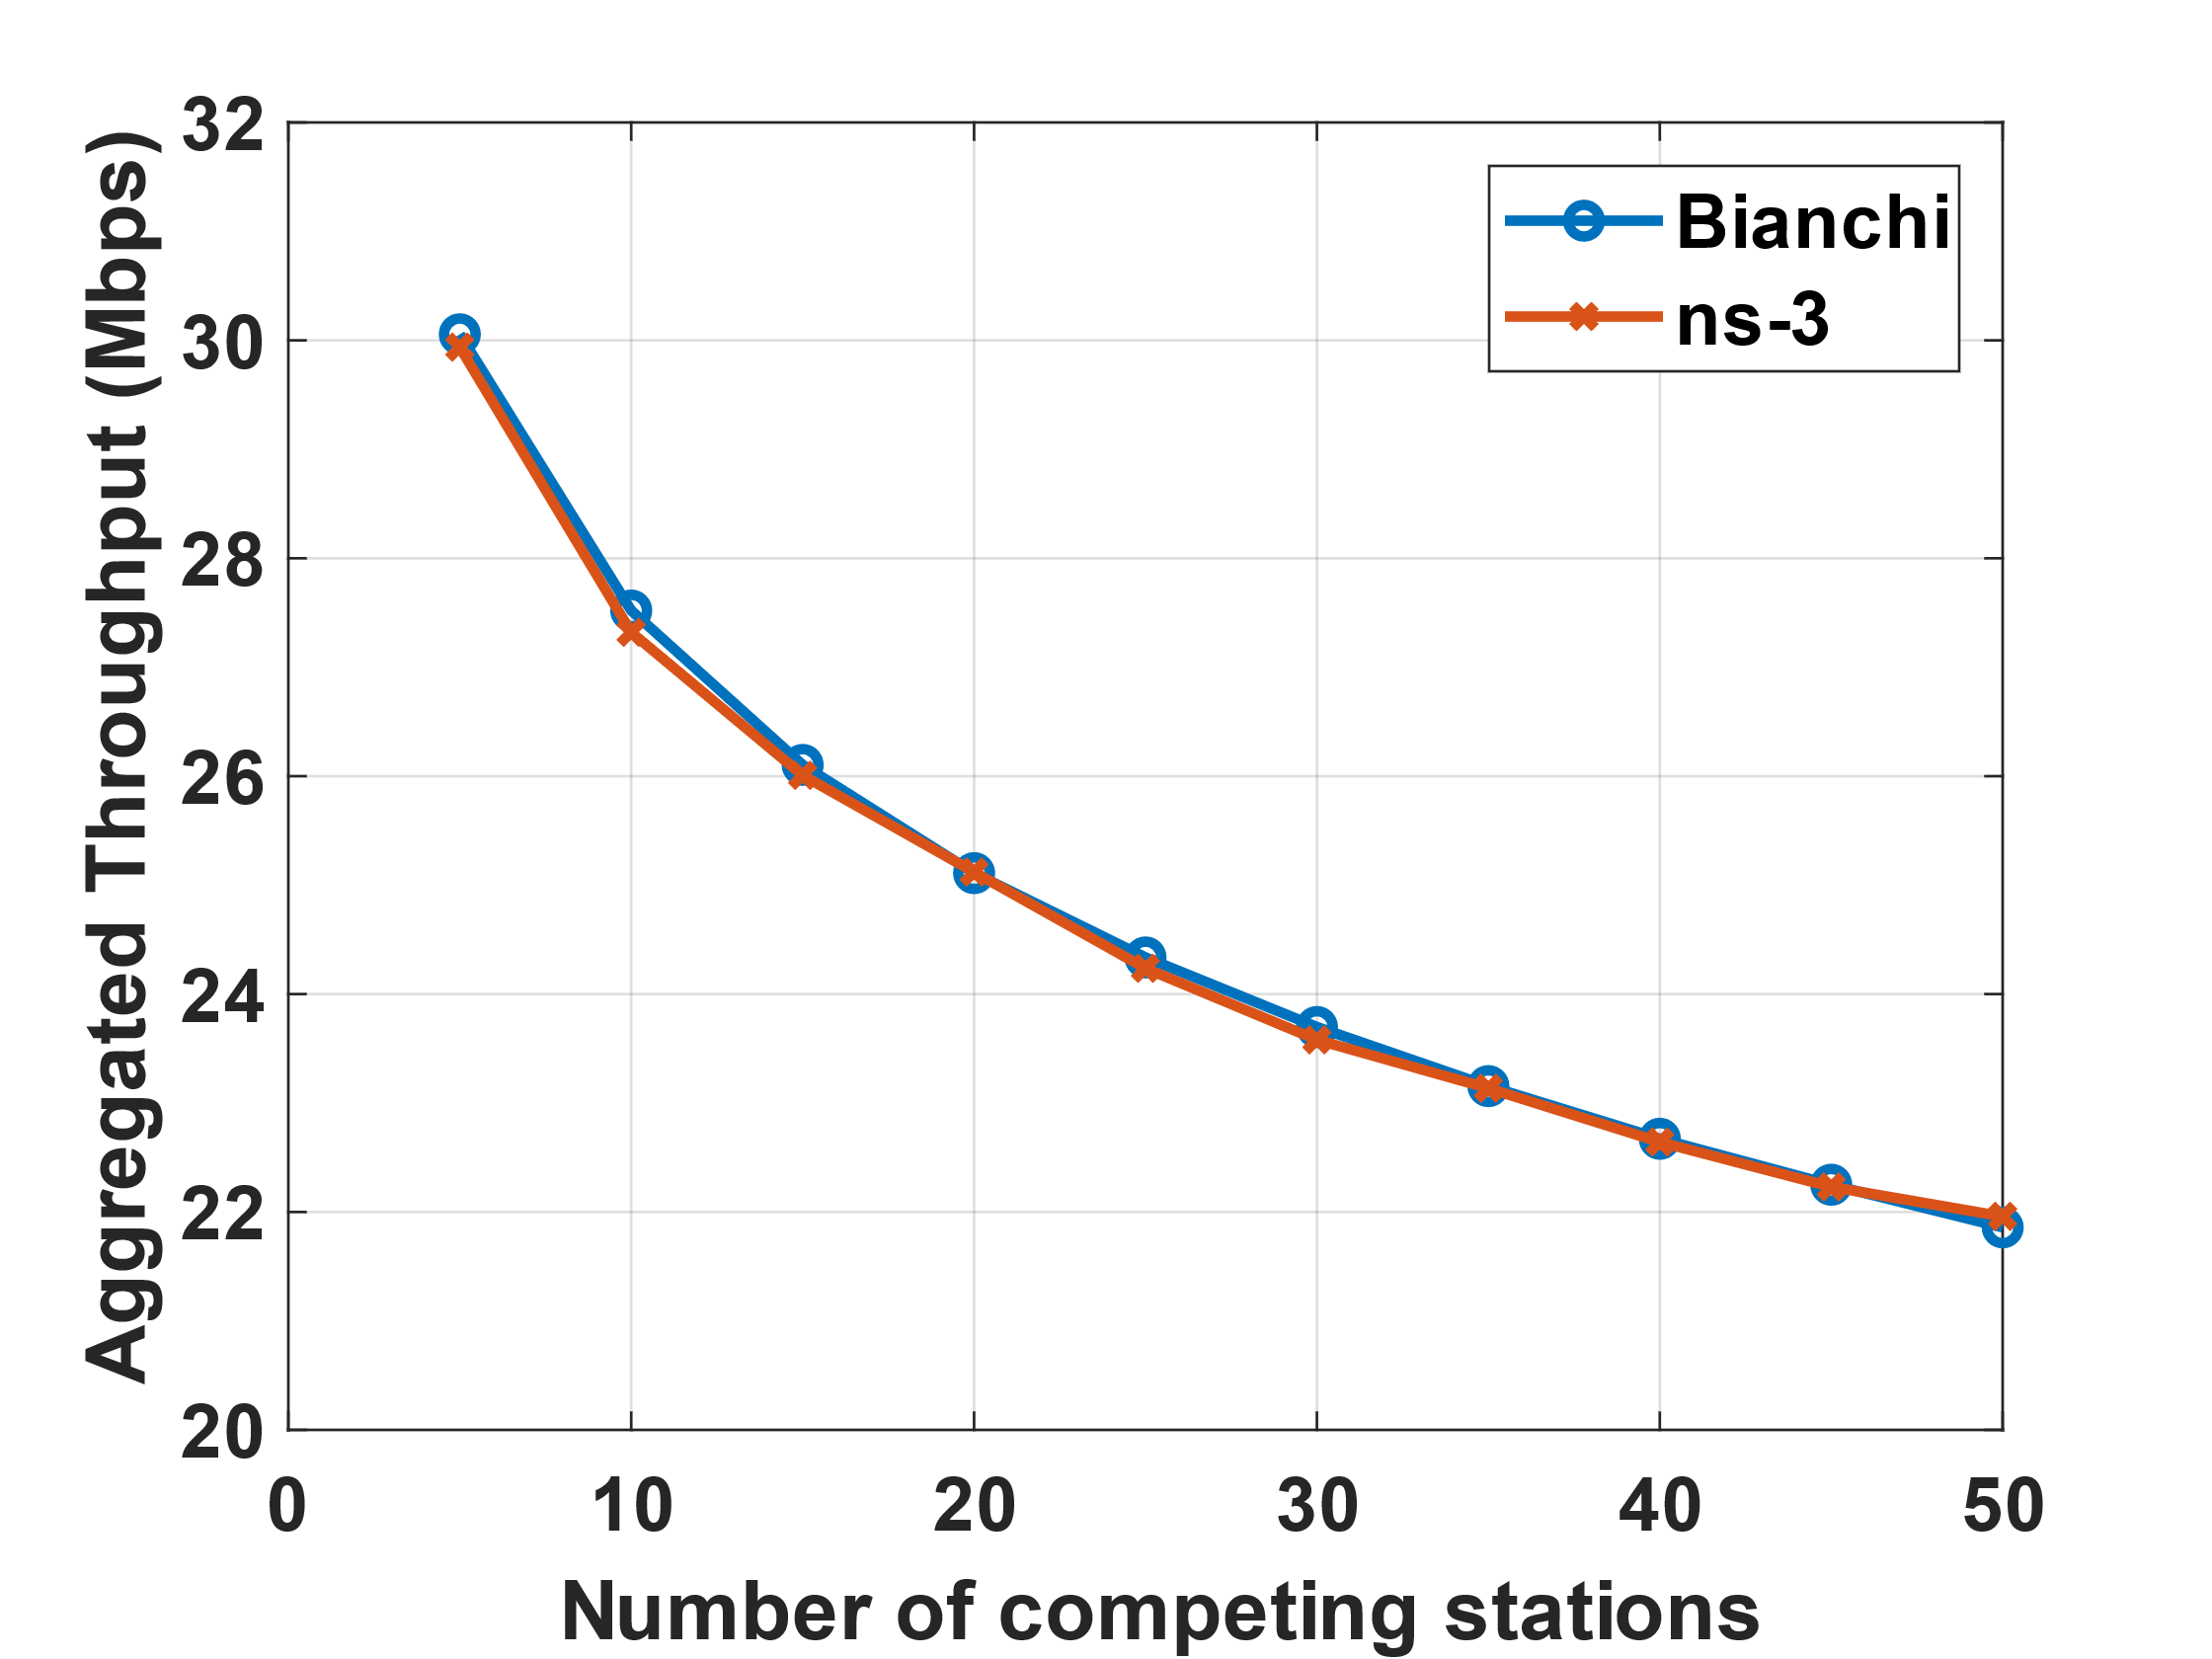 Aggregated Throughput (Mbps)
32
30
28
26
24
22
20
Bianchi
ns-3
0 10 20 30 40 50
Number of competing stations